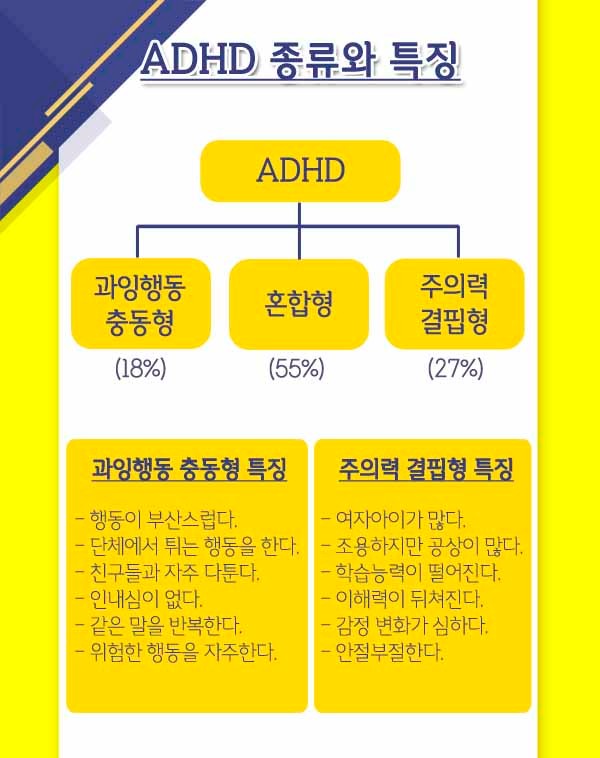 ADHD 종류와 특징
ADHD
과잉행동
충동형
(18%)
혼합형
(55%)
주의력
결핍형
(27%)
과잉행동 충동형 특징
- 행동이 부산스럽다.
- 단체에서 튀는 행동을 한다.
- 친구들과 자주 다툰다.
- 인내심이 없다.
- 같은 말을 반복한다.
- 위험한 행동을 자주한다.
주의력 결핍형 특징
- 여자아이가 많다.
- 조용하지만 공상이 많다.
- 학습능력이 떨어진다.
- 이해력이 뒤쳐진다.
- 감정 변화가 심하다.
- 안절부절한다.